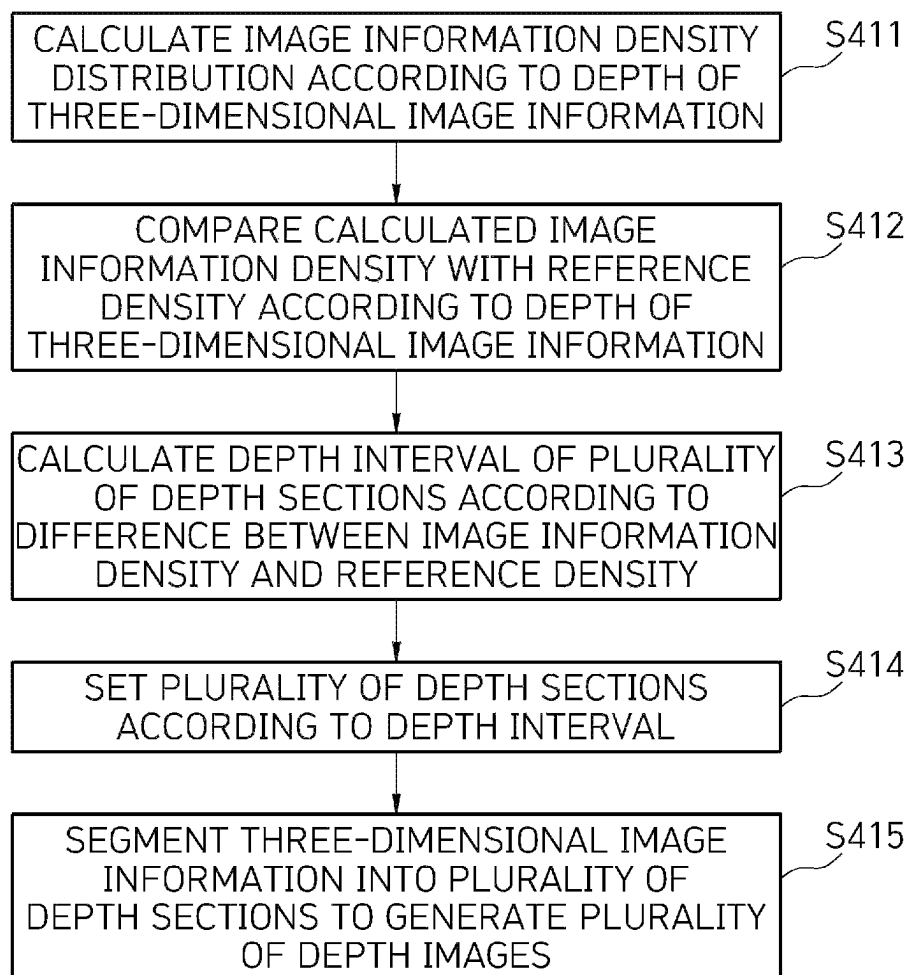 CALCULATE IMAGE INFORMATION DENSITY
DISTRIBUTION ACCORDING TO DEPTH OF
THREE-DIMENSIONAL IMAGE INFORMATION
S411
COMPARE CALCULATED IMAGE
INFORMATION DENSITY WITH REFERENCE
DENSITY ACCORDING TO DEPTH OF
THREE-DIMENSIONAL IMAGE INFORMATION
S412
CALCULATE DEPTH INTERVAL OF PLURALITY
OF DEPTH SECTIONS ACCORDING TO
DIFFERENCE BETWEEN IMAGE INFORMATION
DENSITY AND REFERENCE DENSITY
S413
SET PLURALITY OF DEPTH SECTIONS
ACCORDING TO DEPTH INTERVAL
S414
SEGMENT THREE-DIMENSIONAL IMAGE
INFORMATION INTO PLURALITY OF
DEPTH SECTIONS TO GENERATE PLURALITY
OF DEPTH IMAGES
S415